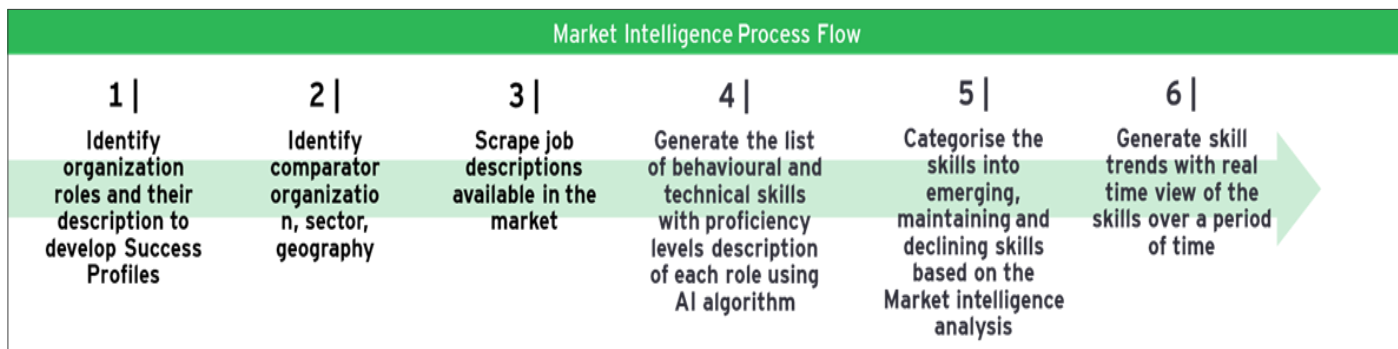 Market Intelligence Process Flow
1 |
Identify
organization
roles and their
description to
develop Success
Profiles
2 |
Identify
comparator
organizatio
n, sector,
geography
3 |
Scrape job
descriptions
available in the
market
4 |
Generate the list
of behavioural and
technical skills
with proficiency
levels description
of each role using
AI algorithm
5 |
Categorise the
skills into
emerging,
maintaining and
declining skills
based on the
Market intelligence
analysis
6 |
Generate skill
trends with real
time view of the
skills over a period
of time